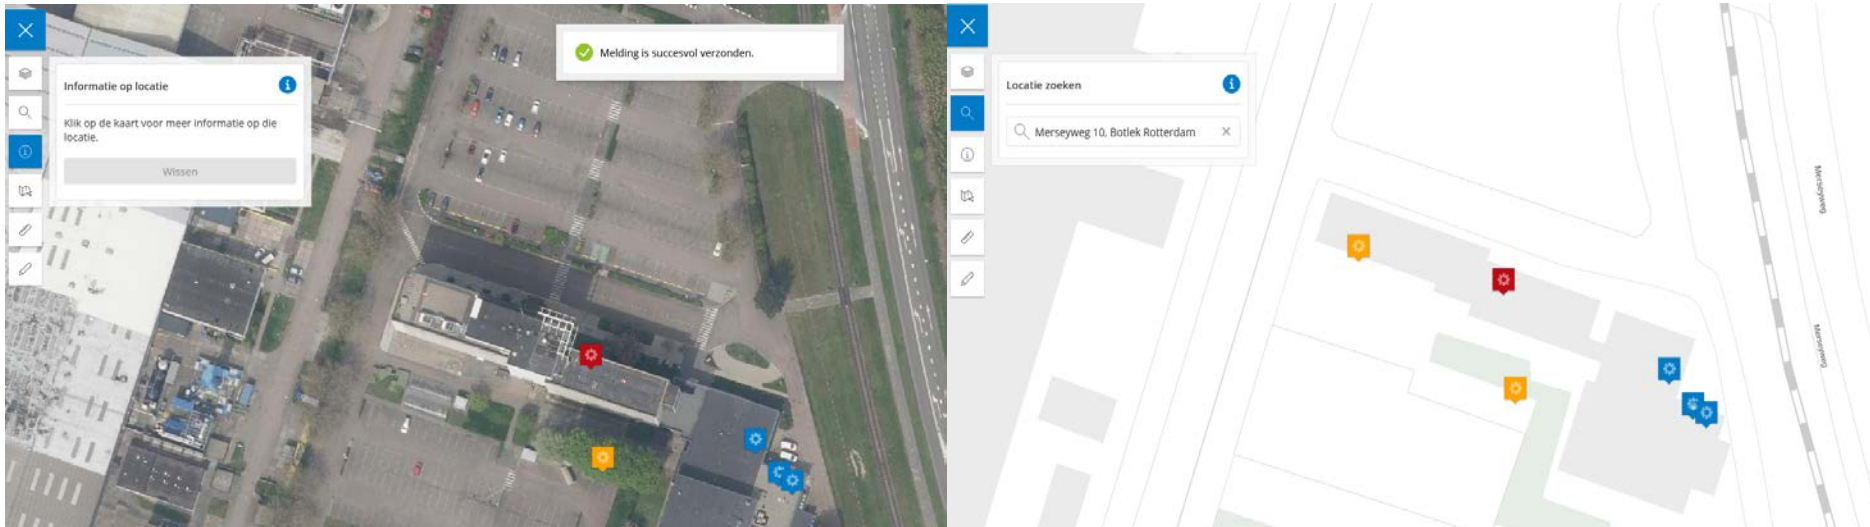 Melding is succesvol verzonden.
Informatie op locatie
Klik op de kaart voor meer informatie op die
locatie.
Wissen
Locatie zoeken
Merseyweg 10, Botlek Rotterdam
Merseyweg
Merseyweg